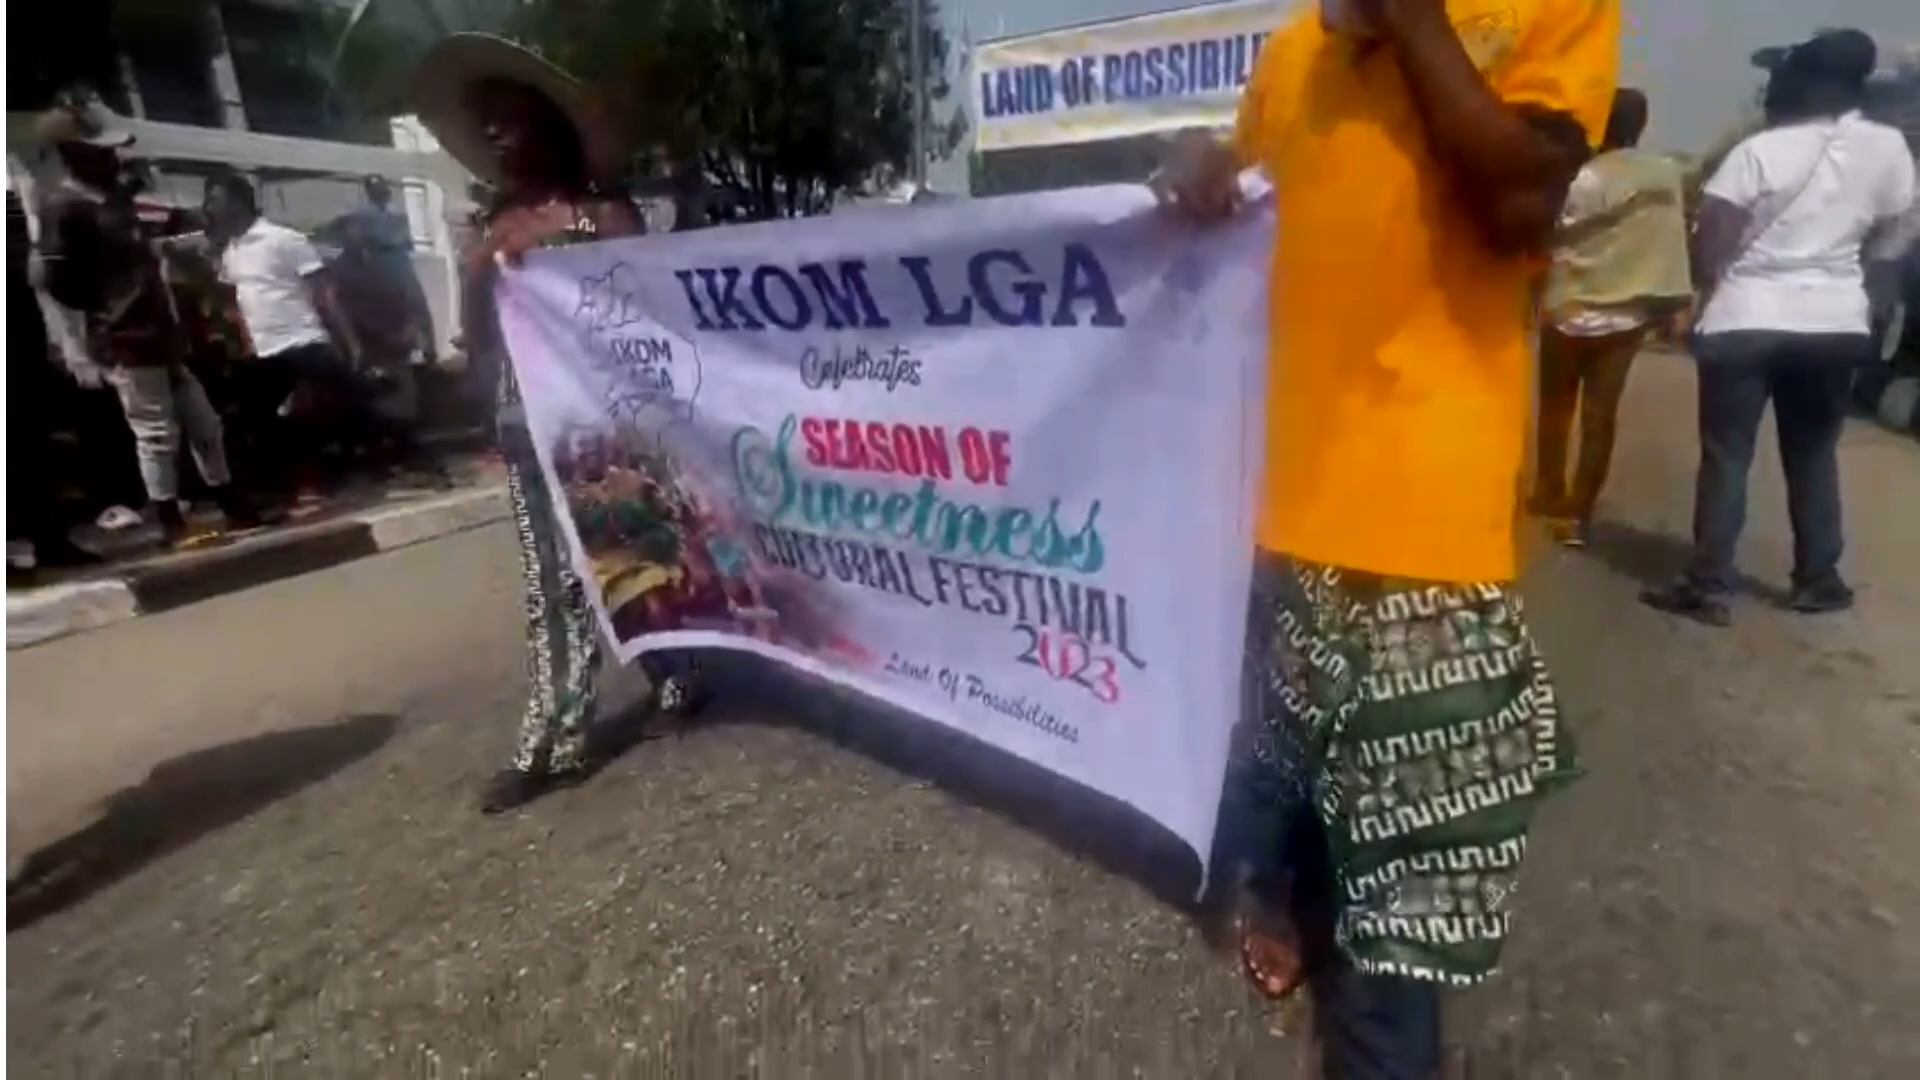 LAND OF POSSIBILI
IKOM LGA
Celebrates
IKOM
LGA
SEASON OF
Sweetness
CULTURAL FESTIVAL
2023
Land Of Possibilities